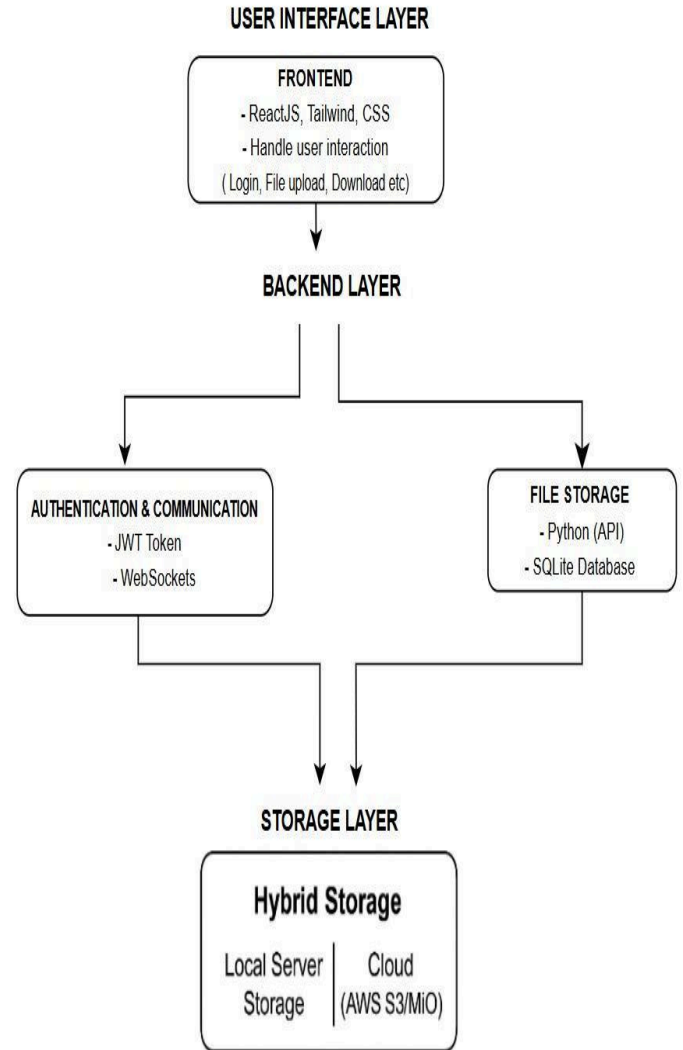 USER INTERFACE LAYER
FRONTEND
- ReactJS, Tailwind, CSS
- Handle user interaction
( Login, File upload, Download etc)
BACKEND LAYER
AUTHENTICATION & COMMUNICATION
- JWT Token
- WebSockets
FILE STORAGE
- Python (API)
- SQLite Database
STORAGE LAYER
Hybrid Storage
Local Server
Storage
Cloud
(AWS S3/MiO)